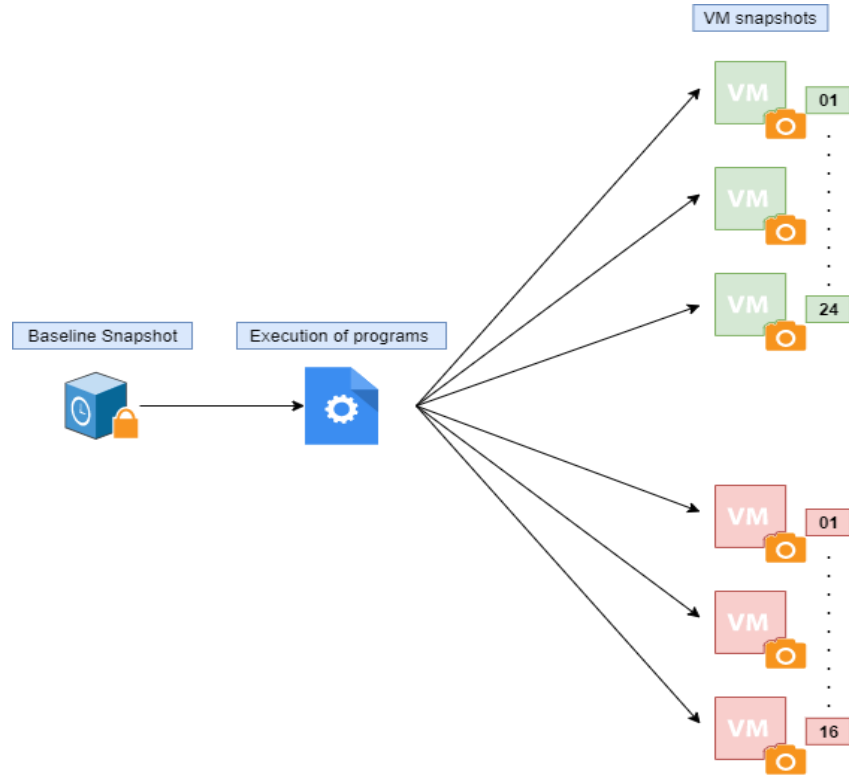 VM snapshots
VM
01
VM
VM
24
Baseline Snapshot
Execution of programs
VM
01
VM
VM
16